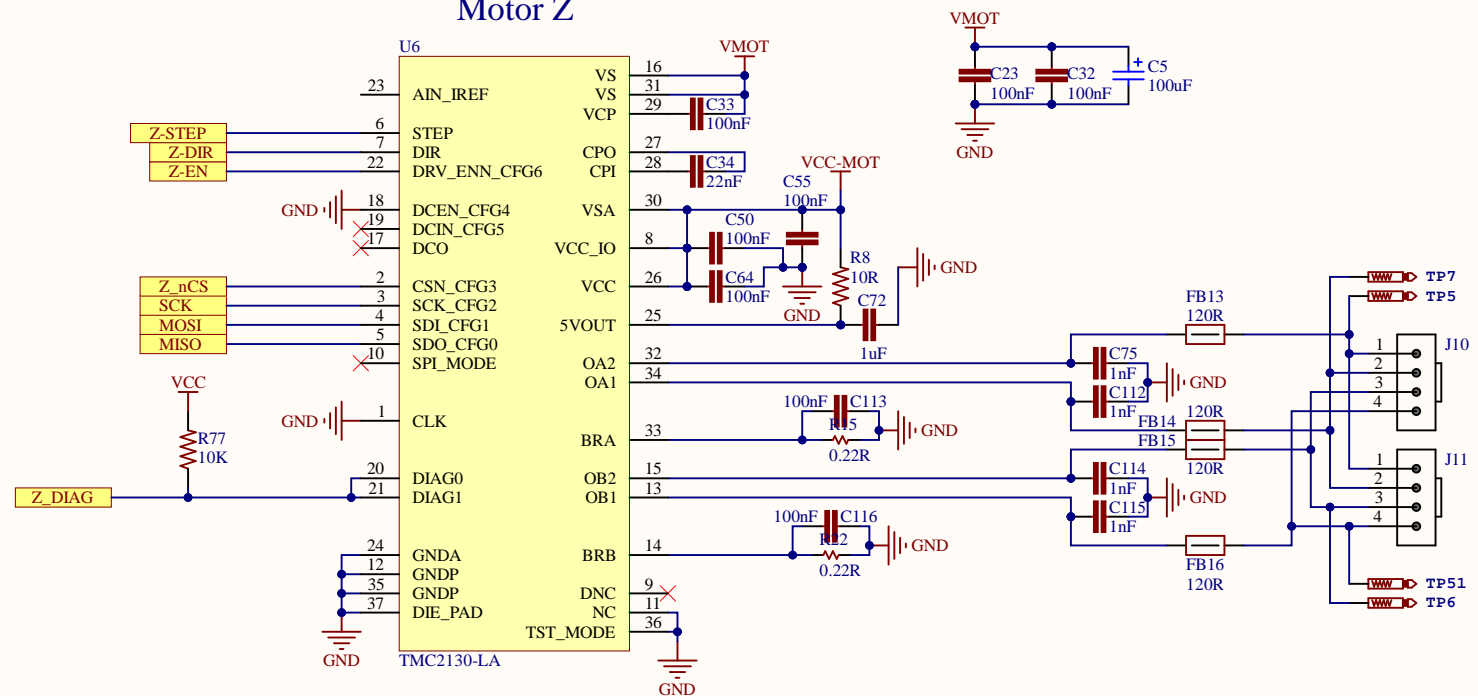 Motor Z
U6
VMOT
VMOT
23 AIN_IREF
VS 16
VS 31
VCP 29
C33
100nF
C23
100nF
C32
100nF
+
C5
100uF
GND
Z-STEP 6 STEP
Z-DIR 7 DIR
Z-EN 22 DRV_ENN_CFG6
CPO 27
CPI 28
C34
22nF
VCC-MOT
GND 18 DCEN_CFG4
19 DCIN_CFG5
17 DCO
VSA 30
VCC_IO 8
VCC 26
C55
100nF
C50
100nF
C64
100nF
GND
R8
10R
GND
C72
1uF
Z_nCS 2 CSN_CFG3
SCK 3 SCK_CFG2
MOSI 4 SDI_CFG1
MISO 5 SDO_CFG0
10 SPI_MODE
5VOUT 25
OA2 32
OA1 34
TP7
TP5
FB13
120R
C75
1nF
GND
C112
1nF
J10
1
2
3
4
VCC
R77
10K
GND 1 CLK
BRA 33
100nF C113
R15
0.22R
GND
120R
FB14
FB15
120R
20 DIAG0
Z_DIAG 21 DIAG1
OB2 15
OB1 13
C114
1nF
GND
C115
1nF
J11
1
2
3
4
24 GNDA
12 GNDP
35 GNDP
37 DIE_PAD
GND
BRB 14
100nF C116
R22
0.22R
GND
FB16
120R
DNC 9
NC 11
TST_MODE 36
GND
TP51
TP6
TMC2130-LA